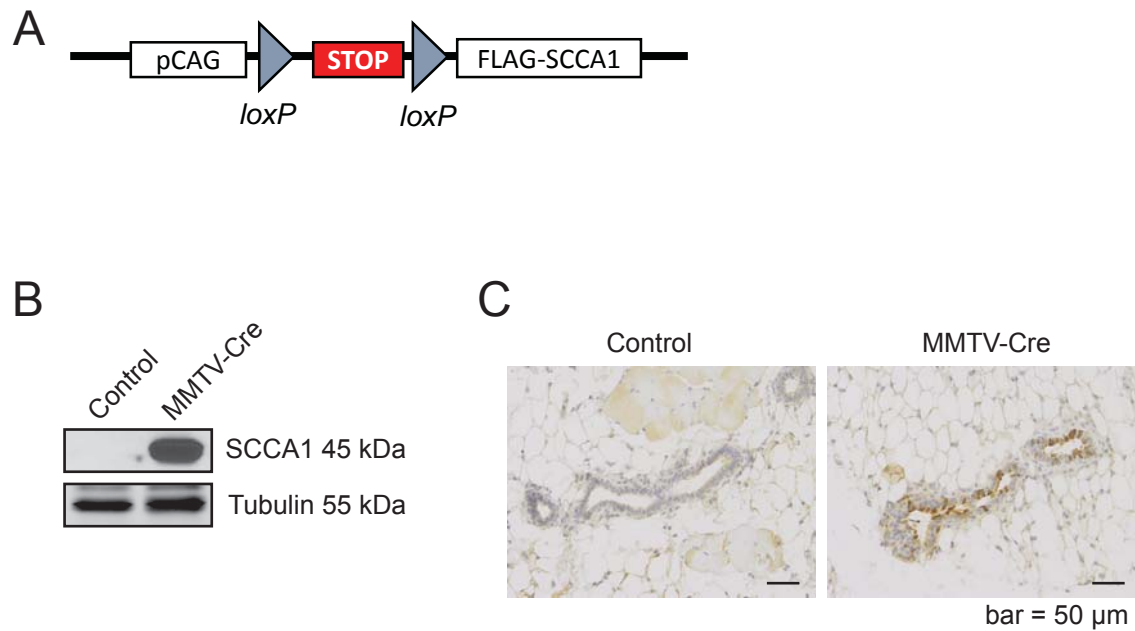 A
pCAG
STOP
FLAG-SCCA1
loxP
loxP
B
Control
MMTV-Cre
SCCA1 45 kDa
Tubulin 55 kDa
C
Control
MMTV-Cre
bar = 50 µm